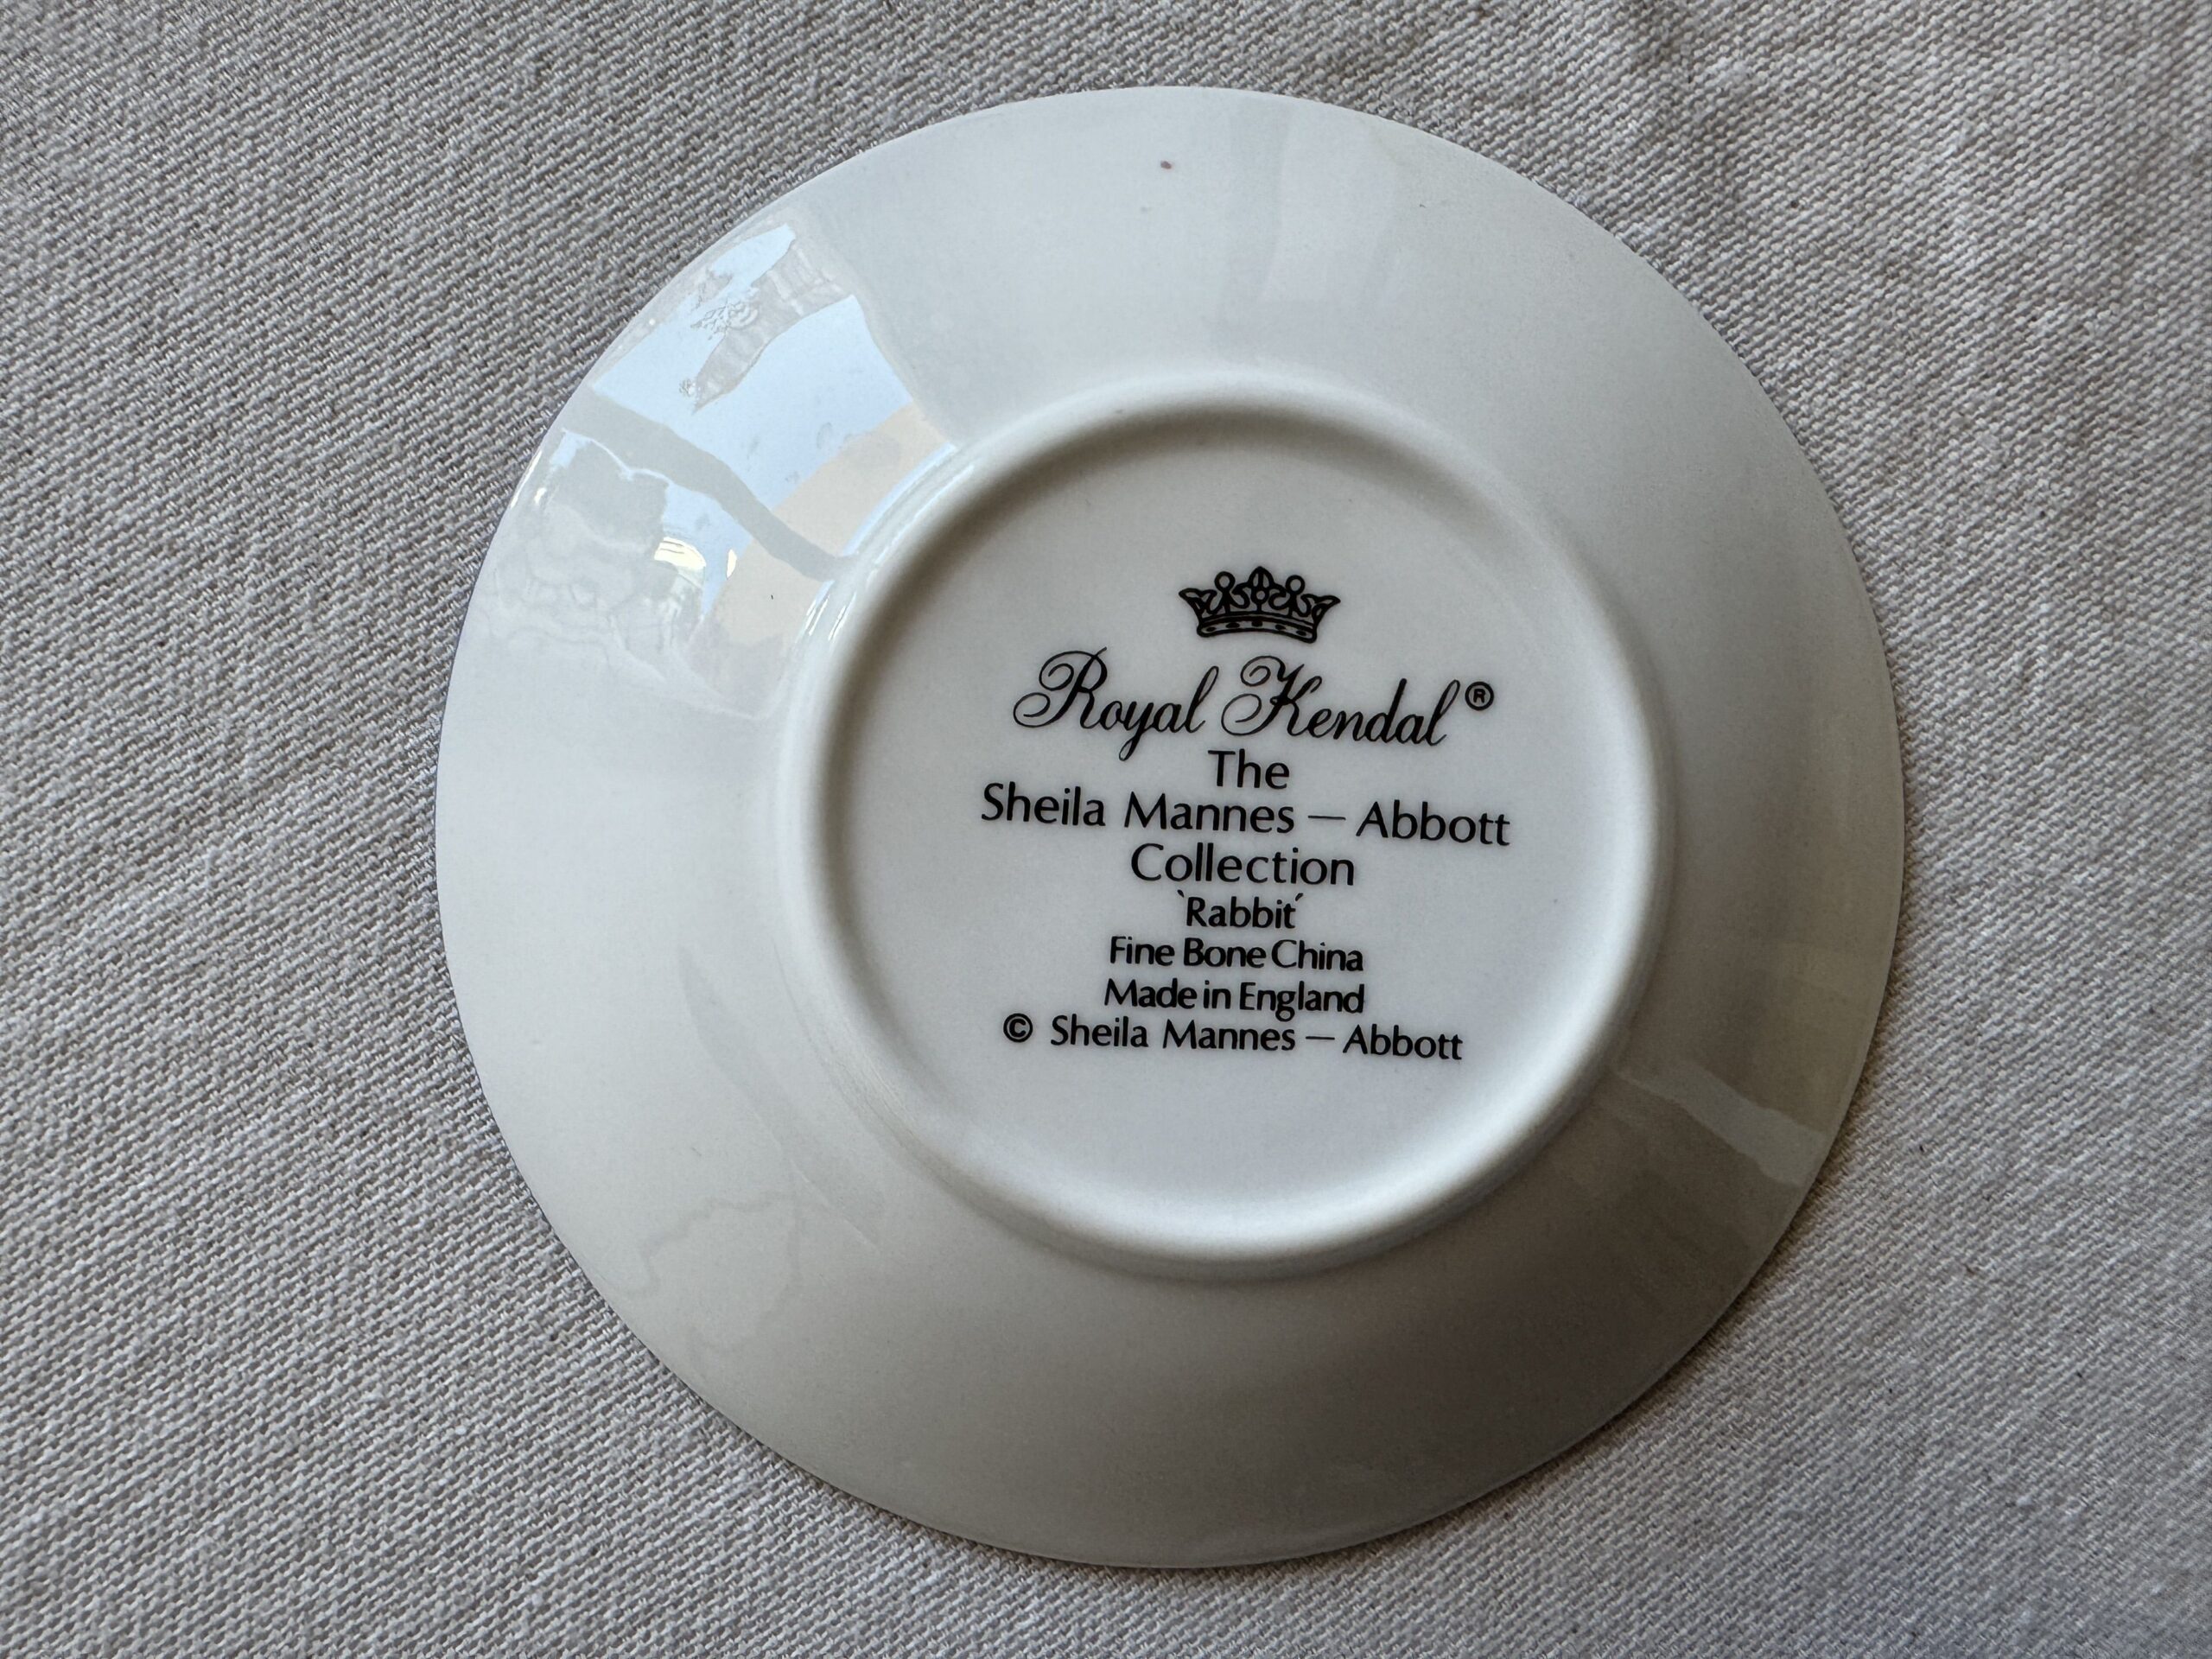 Royal Kendal®
The
Sheila Mannes — Abbott
Collection
`Rabbit´
Fine Bone China
Made in England
© Sheila Mannes — Abbott